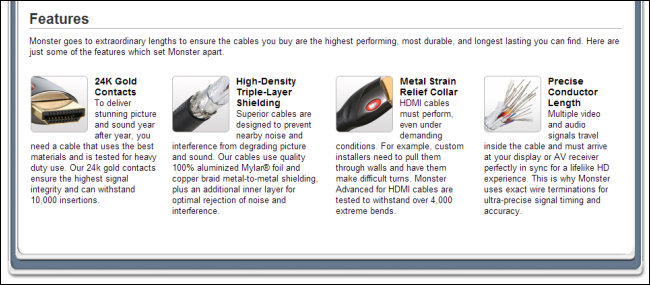 Features
Monster goes to extraordinary lengths to ensure the cables you buy are the highest performing, most durable, and longest lasting you can find. Here are
just some of the features which set Monster apart.
24K Gold
Contacts
To deliver
stunning picture
and sound year
after year, you
need a cable that uses the best
materials and is tested for heavy
duty use. Our 24k gold contacts
ensure the highest signal
integrity and can withstand
10,000 insertions.
High-Density
Triple-Layer
Shielding
Superior cables are
designed to prevent
nearby noise and
interference from degrading picture
and sound. Our cables use quality
100% aluminized Mylar® foil and
copper braid metal-to-metal shielding,
plus an additional inner layer for
optimal rejection of noise and
interference.
Metal Strain
Relief Collar
HDMI cables
must perform,
even under
demanding
conditions. For example, custom
installers need to pull them
through walls and have them
make difficult turns. Monster
Advanced for HDMI cables are
tested to withstand over 4,000
extreme bends.
Precise
Conductor
Length
Multiple video
and audio
signals travel
inside the cable and must arrive
at your display or AV receiver
perfectly in sync for a lifelike HD
experience. This is why Monster
uses exact wire terminations for
ultra-precise signal timing and
accuracy.